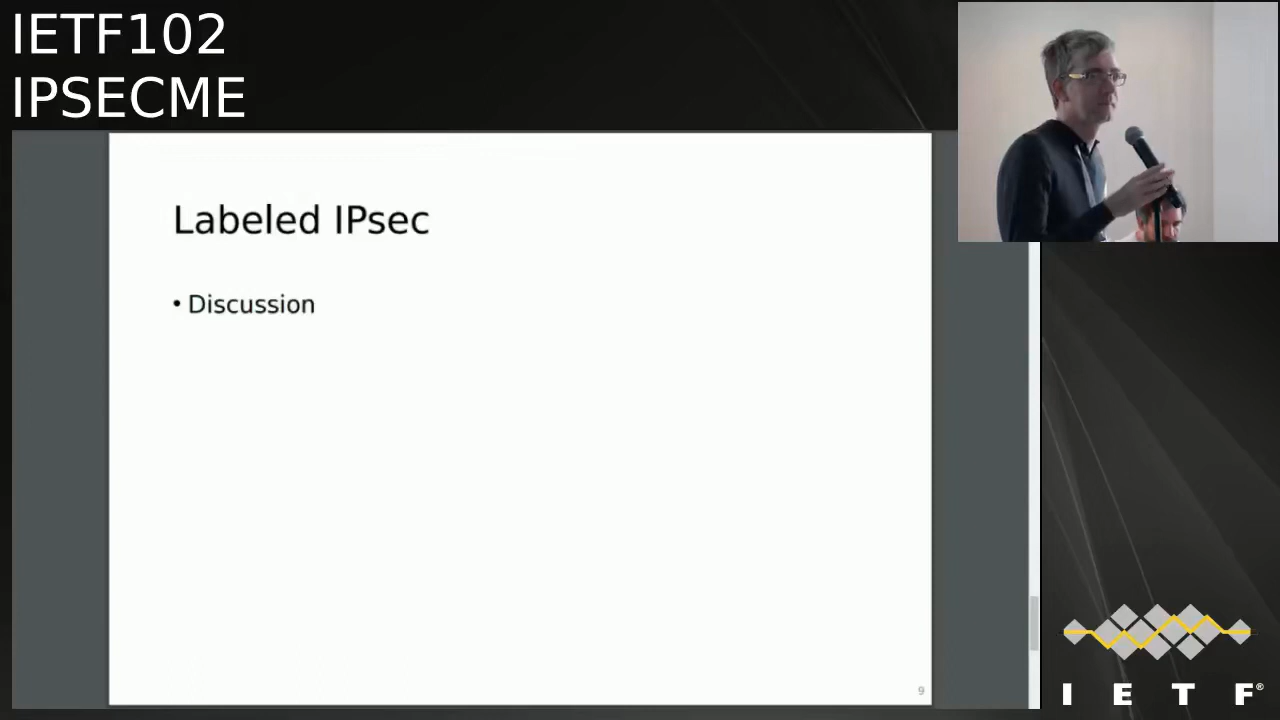 IETF102
IPSECME
Labeled IPsec
• Discussion
9
I E T F®